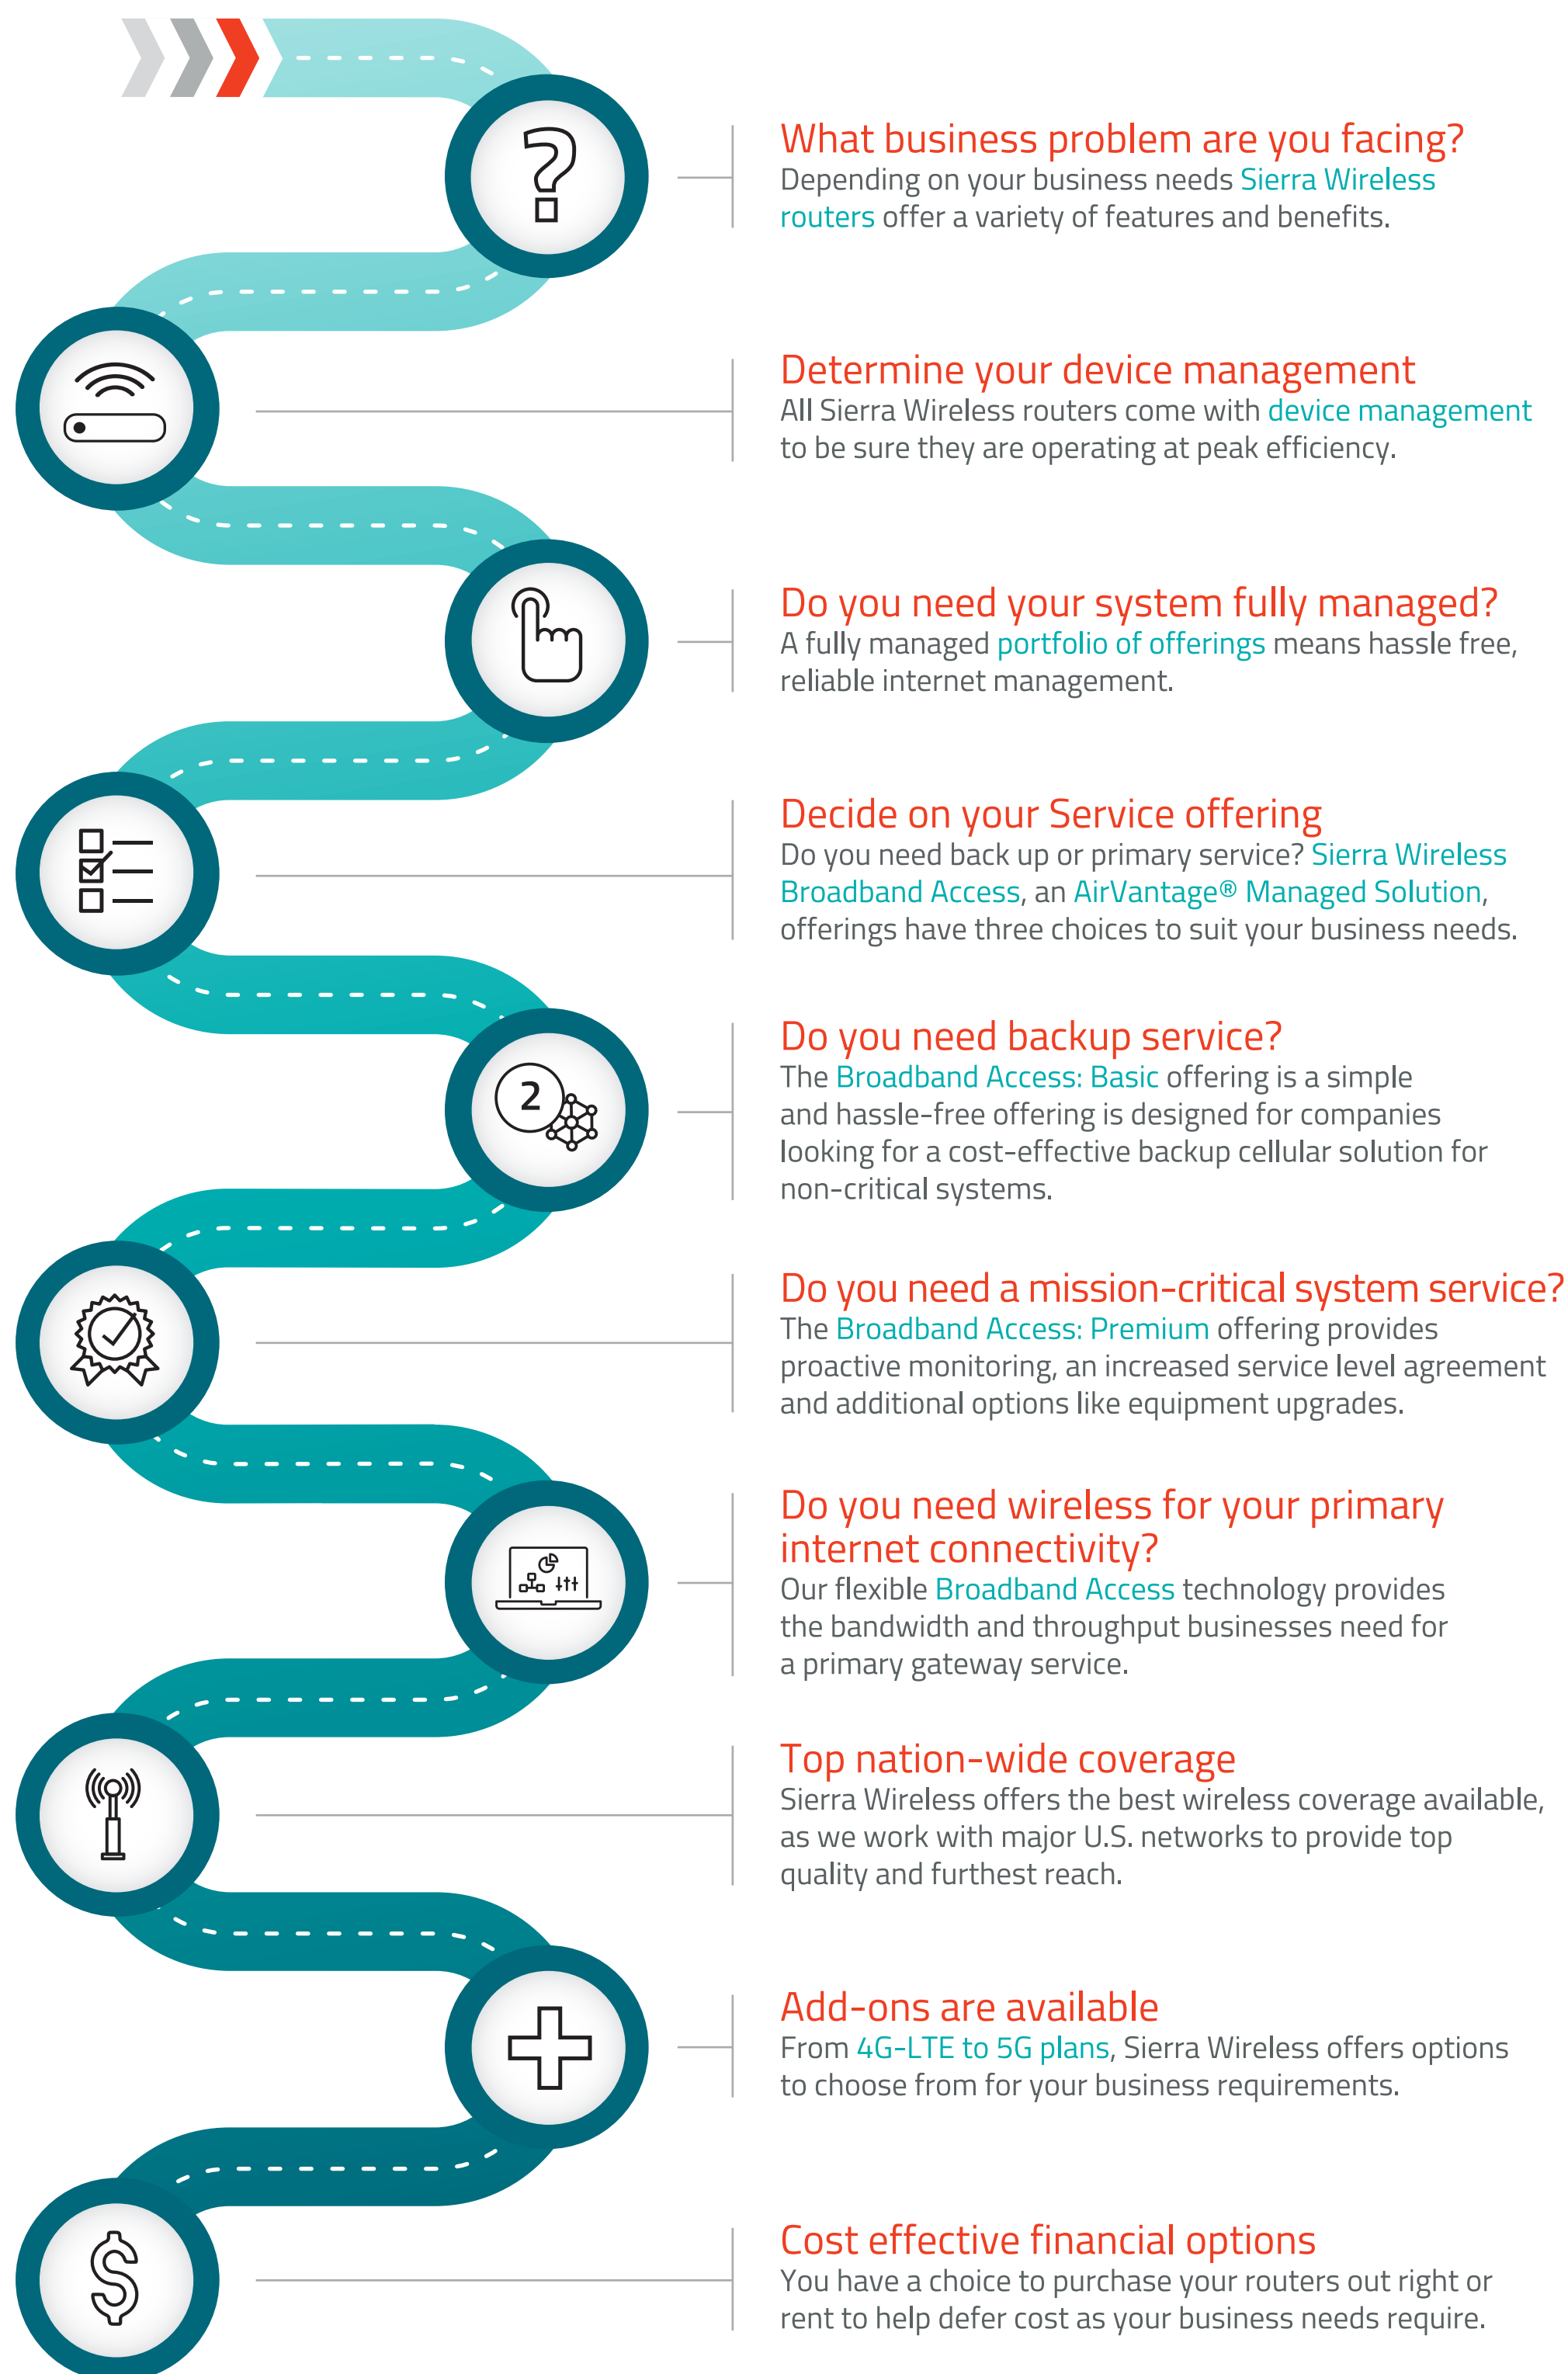 What business problem are you facing?
Depending on your business needs Sierra Wireless
routers offer a variety of features and benefits.
Determine your device management
All Sierra Wireless routers come with device management
to be sure they are operating at peak efficiency.
Do you need your system fully managed?
A fully managed portfolio of offerings means hassle free,
reliable internet management.
Decide on your Service offering
Do you need back up or primary service? Sierra Wireless
Broadband Access, an AirVantage® Managed Solution,
offerings have three choices to suit your business needs.
2
Do you need backup service?
The Broadband Access: Basic offering is a simple
and hassle-free offering is designed for companies
looking for a cost-effective backup cellular solution for
non-critical systems.
Do you need a mission-critical system service?
The Broadband Access: Premium offering provides
proactive monitoring, an increased service level agreement
and additional options like equipment upgrades.
Do you need wireless for your primary
internet connectivity?
Our flexible Broadband Access technology provides
the bandwidth and throughput businesses need for
a primary gateway service.
Top nation-wide coverage
Sierra Wireless offers the best wireless coverage available,
as we work with major U.S. networks to provide top
quality and furthest reach.
Add-ons are available
From 4G-LTE to 5G plans, Sierra Wireless offers options
to choose from for your business requirements.
Cost effective financial options
You have a choice to purchase your routers out right or
rent to help defer cost as your business needs require.